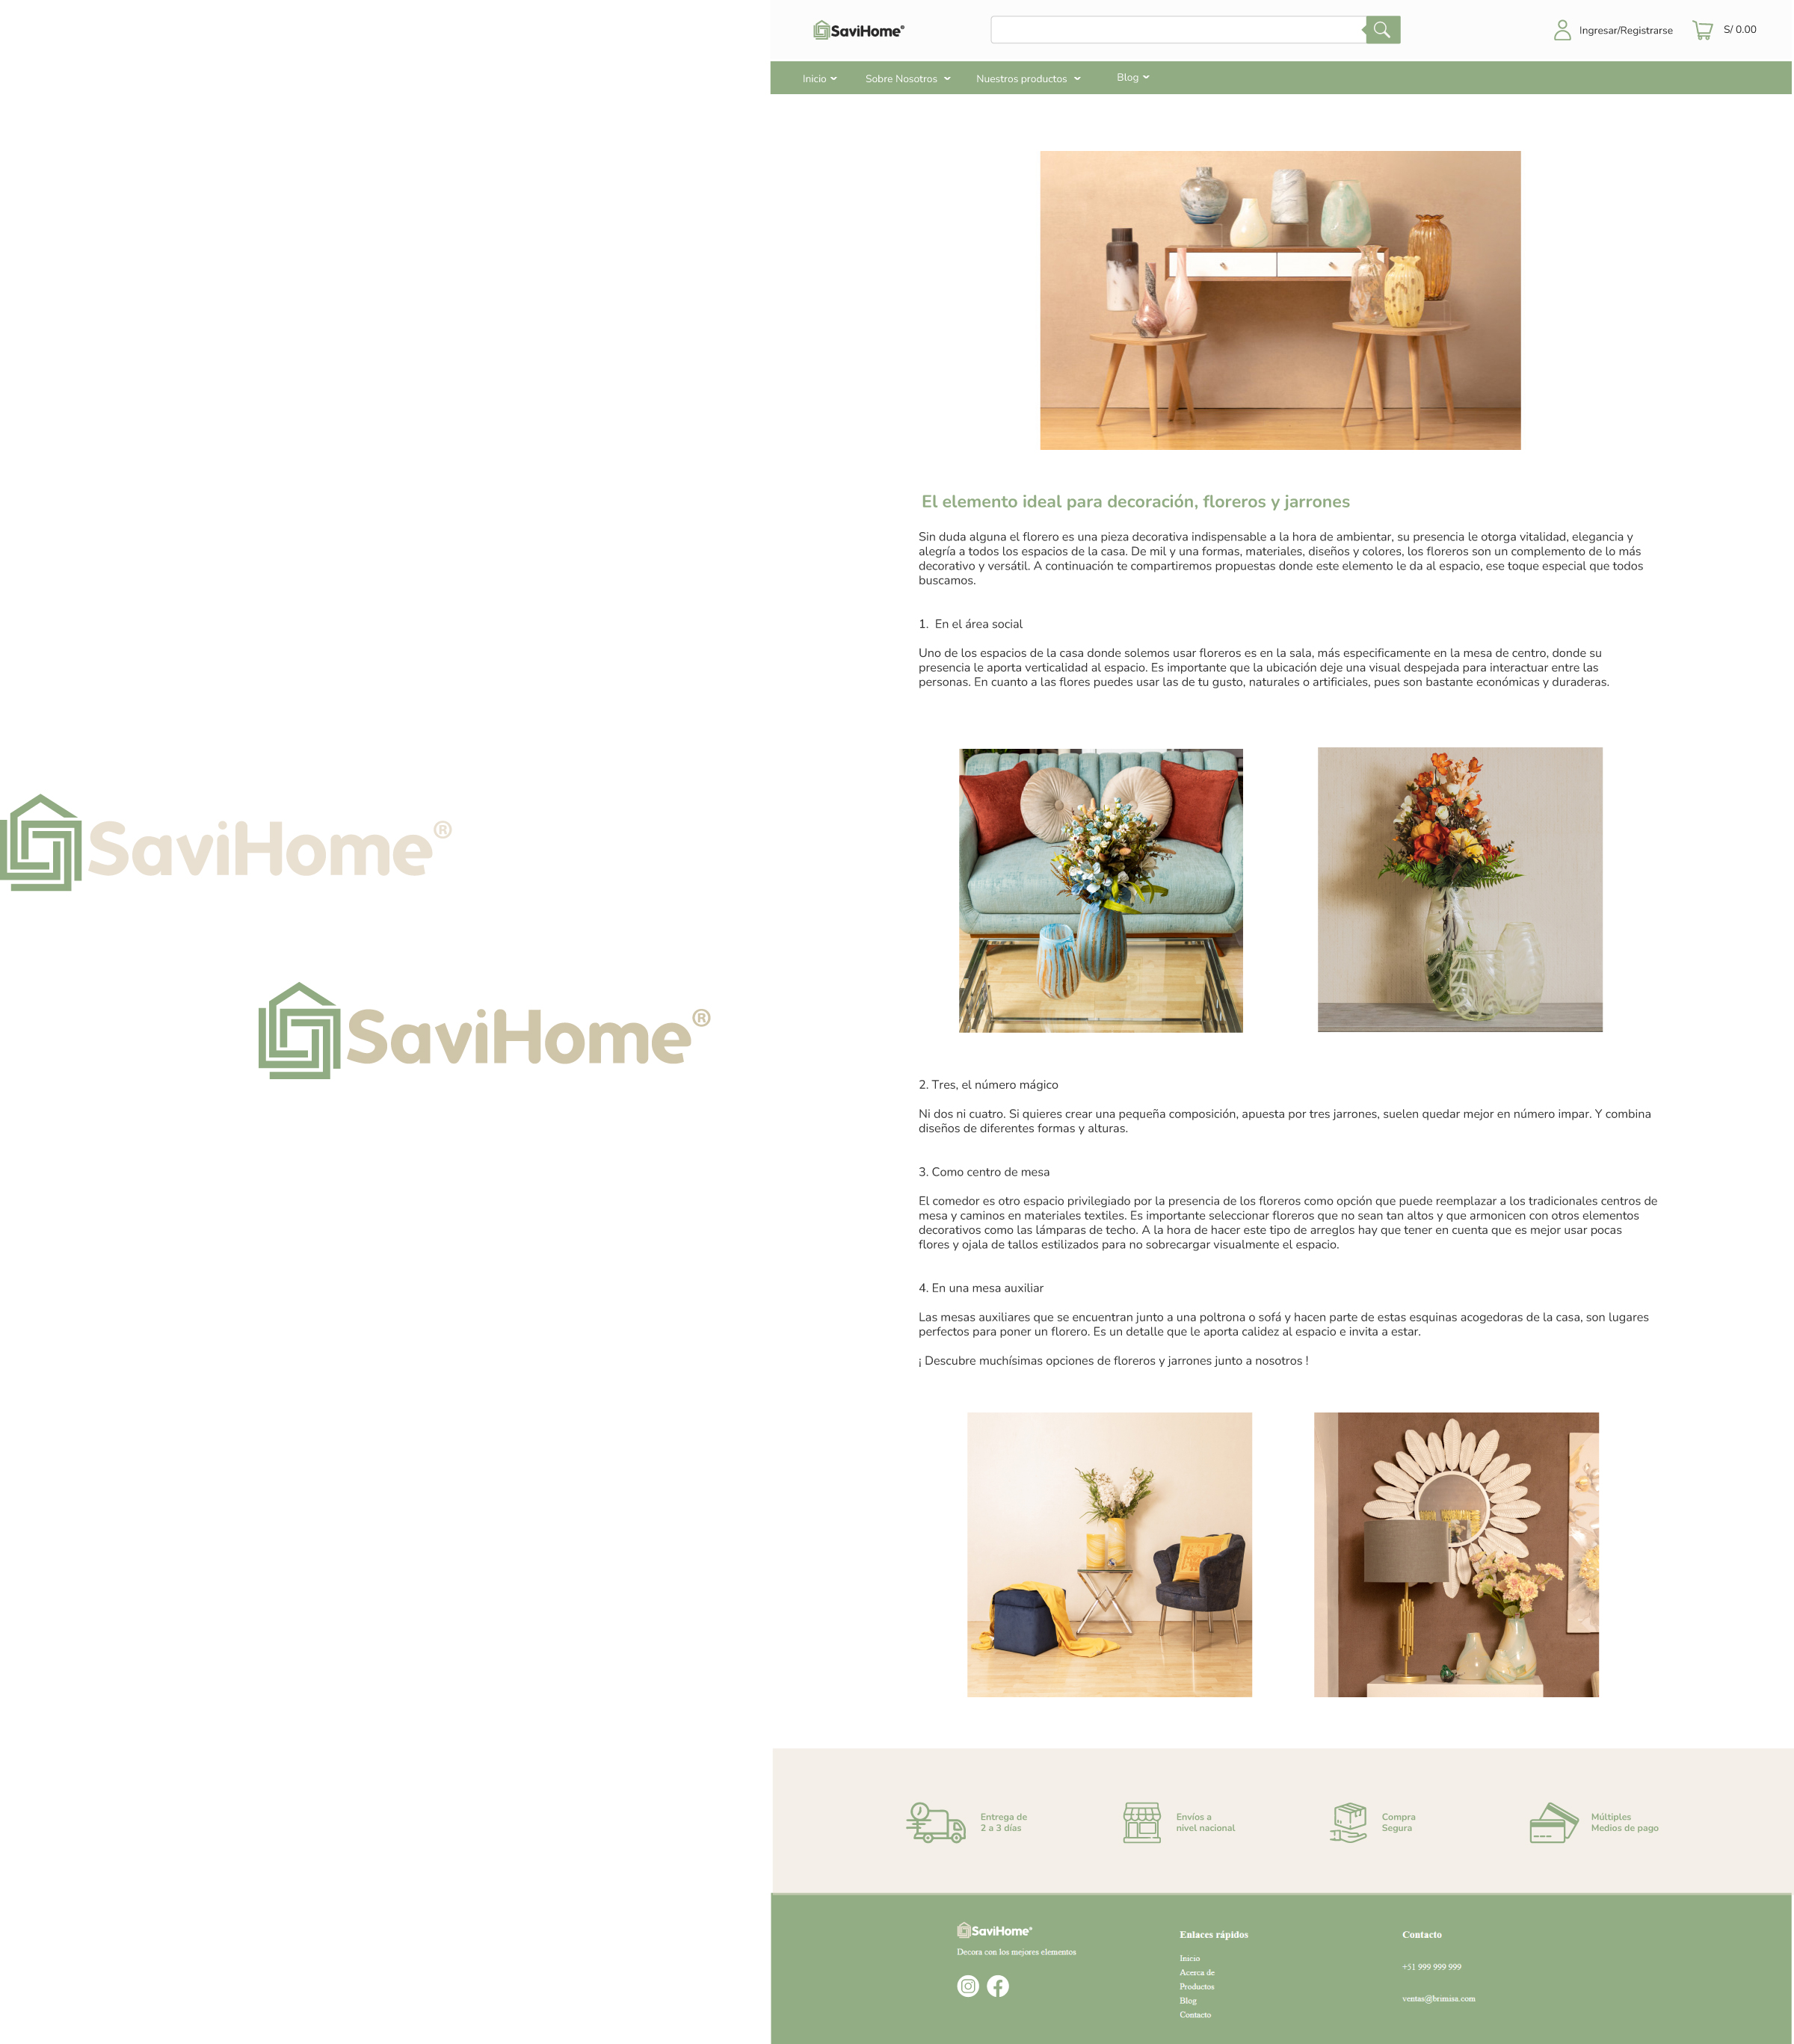 SaviHome®
Ingresar/Registrarse
S/ 0.00
Inicio
Sobre Nosotros
Nuestros productos
Blog
El elemento ideal para decoración, floreros y jarrones
Sin duda alguna el florero es una pieza decorativa indispensable a la hora de ambientar, su presencia le otorga vitalidad, elegancia y
alegría a todos los espacios de la casa. De mil y una formas, materiales, diseños y colores, los floreros son un complemento de lo más
decorativo y versátil. A continuación te compartiremos propuestas donde este elemento le da al espacio, ese toque especial que todos
buscamos.
1. En el área social
Uno de los espacios de la casa donde solemos usar floreros es en la sala, más especificamente en la mesa de centro, donde su
presencia le aporta verticalidad al espacio. Es importante que la ubicación deje una visual despejada para interactuar entre las
personas. En cuanto a las flores puedes usar las de tu gusto, naturales o artificiales, pues son bastante económicas y duraderas.
SaviHome®
SaviHome®
2. Tres, el número mágico
Ni dos ni cuatro. Si quieres crear una pequeña composición, apuesta por tres jarrones, suelen quedar mejor en número impar. Y combina
diseños de diferentes formas y alturas.
3. Como centro de mesa
El comedor es otro espacio privilegiado por la presencia de los floreros como opción que puede reemplazar a los tradicionales centros de
mesa y caminos en materiales textiles. Es importante seleccionar floreros que no sean tan altos y que armonicen con otros elementos
decorativos como las lámparas de techo. A la hora de hacer este tipo de arreglos hay que tener en cuenta que es mejor usar pocas
flores y ojala de tallos estilizados para no sobrecargar visualmente el espacio.
4. En una mesa auxiliar
Las mesas auxiliares que se encuentran junto a una poltrona o sofá y hacen parte de estas esquinas acogedoras de la casa, son lugares
perfectos para poner un florero. Es un detalle que le aporta calidez al espacio e invita a estar.
¡ Descubre muchísimas opciones de floreros y jarrones junto a nosotros !
Entrega de
2 a 3 días
Envíos a
nivel nacional
Compra
Segura
Múltiples
Medios de pago
SaviHome®
Decora con los mejores elementos
Enlaces rápidos
Inicio
Acerca de
Productos
Blog
Contacto
Contacto
+51 999 999 999
ventas@brimisa.com